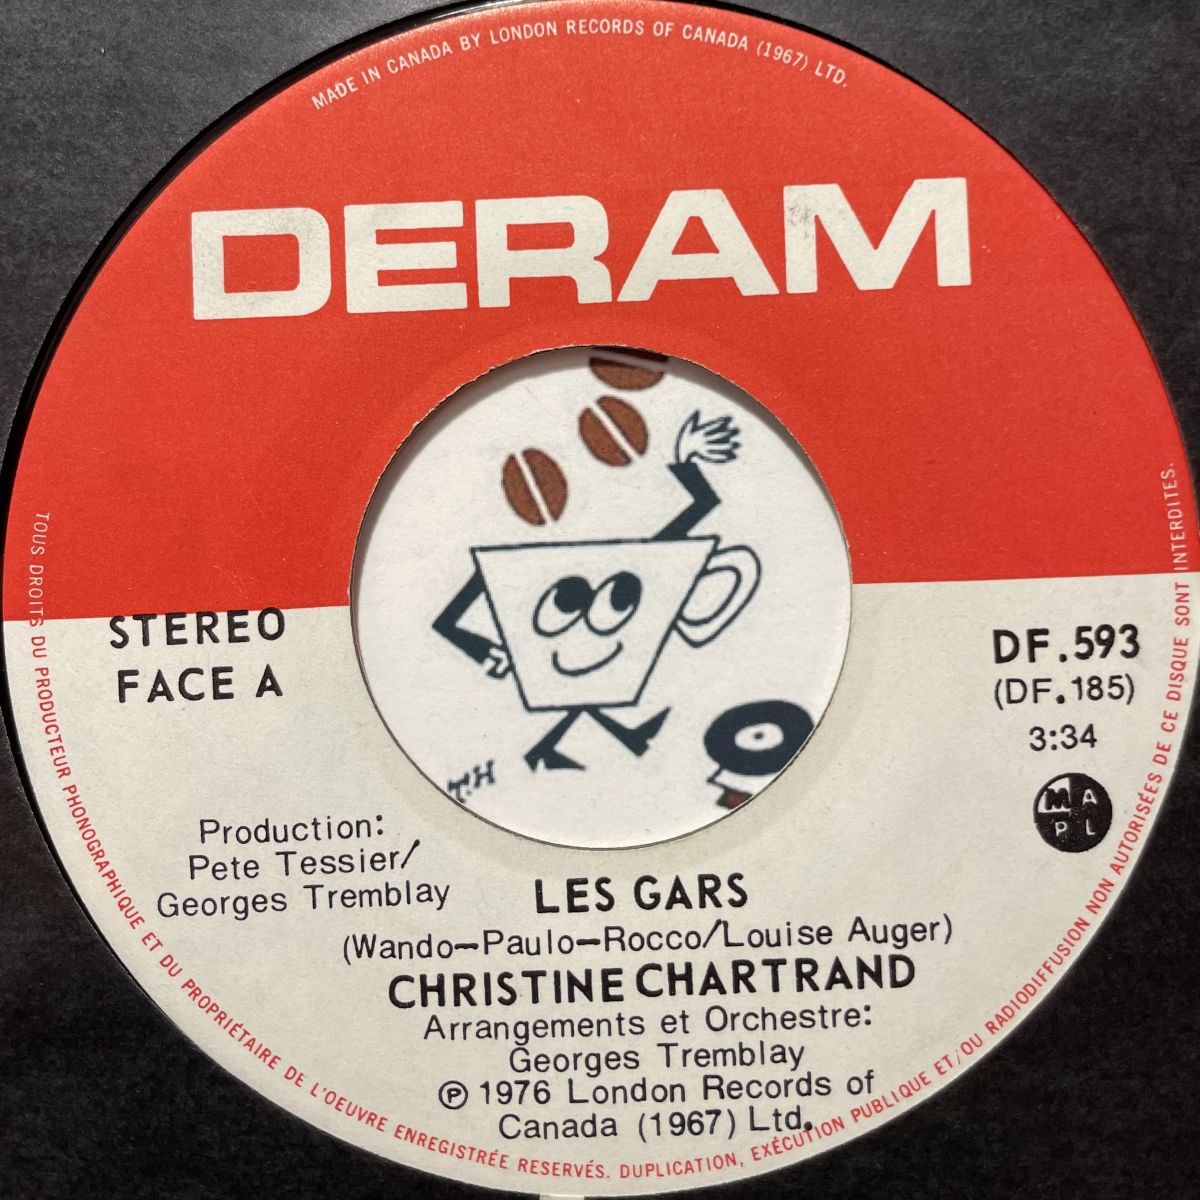 MADE IN CANADA BY LONDON RECORDS OF CANADA (1967) LTD.
DERAM
STEREO
FACE A
DF.593
(DF.185)
3:34
M A
P L
T.H
Production:
Pete Tessier/
Georges Tremblay
LES GARS
(Wando-Paulo-Rocco/Louise Auger)
CHRISTINE CHARTRAND
Arrangements et Orchestre:
Georges Tremblay
℗ 1976 London Records of
Canada (1967) Ltd.
TOUS DROITS DU PRODUCTEUR PHONOGRAPHIQUE ET DU PROPRIÉTAIRE DE L'OEUVRE ENREGISTRÉE RESERVÉS. DUPLICATION, EXÉCUTION PUBLIQUE ET/OU RADIODIFFUSION NON AUTORISÉES DE CE DISQUE SONT INTERDITES.